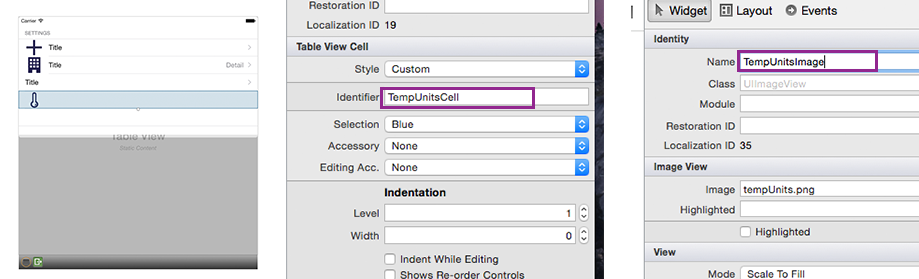 Carrier
SETTINGS
Title
Title Detail
Title
Table View
Static Content
Restoration ID
Localization ID 19
Table View Cell
Style Custom
Identifier TempUnitsCell
Selection Blue
Accessory None
Editing Acc. None
Indentation
Level 1
Width 0
Indent While Editing
Shows Re-order Controls
Widget Layout Events
Identity
Name TempUnitsImage
Class UIImageView
Module
Restoration ID
Localization ID 35
Image View
Image tempUnits.png
Highlighted
Highlighted
View
Mode Scale To Fill